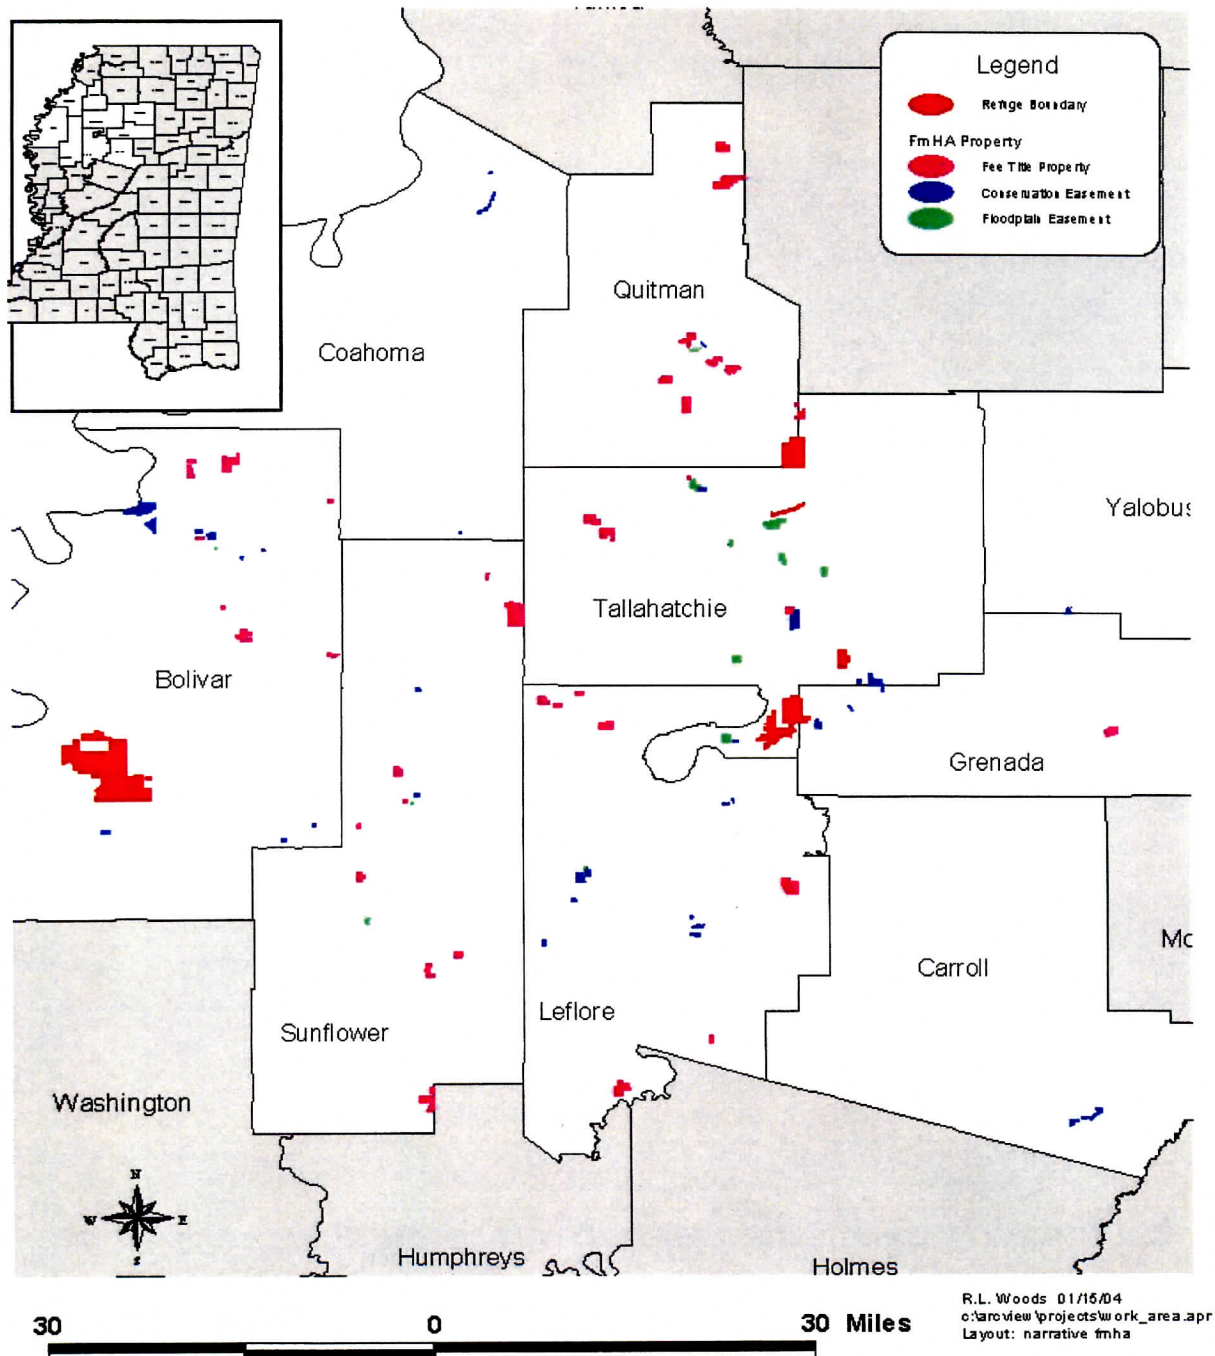 Legend
Refuge Boundary
FmHA Property
Fee Title Property
Conservation Easement
Floodplain Easement
Quitman
Coahoma
Yalobus
Tallahatchie
Bolivar
Grenada
Mo
Carroll
Leflore
Sunflower
Washington
N
W E
S
Humphreys
Holmes
30 0 30 Miles
R.L. Woods 01/15/04
c:\arcview\projects\work_area.apr
Layout: narrative fmha